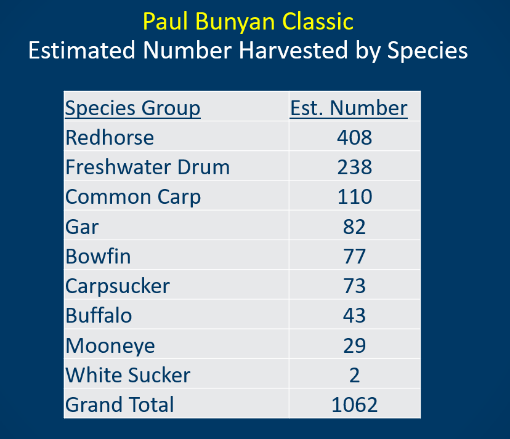 Paul Bunyan Classic
Estimated Number Harvested by Species
Species Group Est. Number
Redhorse 408
Freshwater Drum 238
Common Carp 110
Gar 82
Bowfin 77
Carpsucker 73
Buffalo 43
Mooneye 29
White Sucker 2
Grand Total 1062